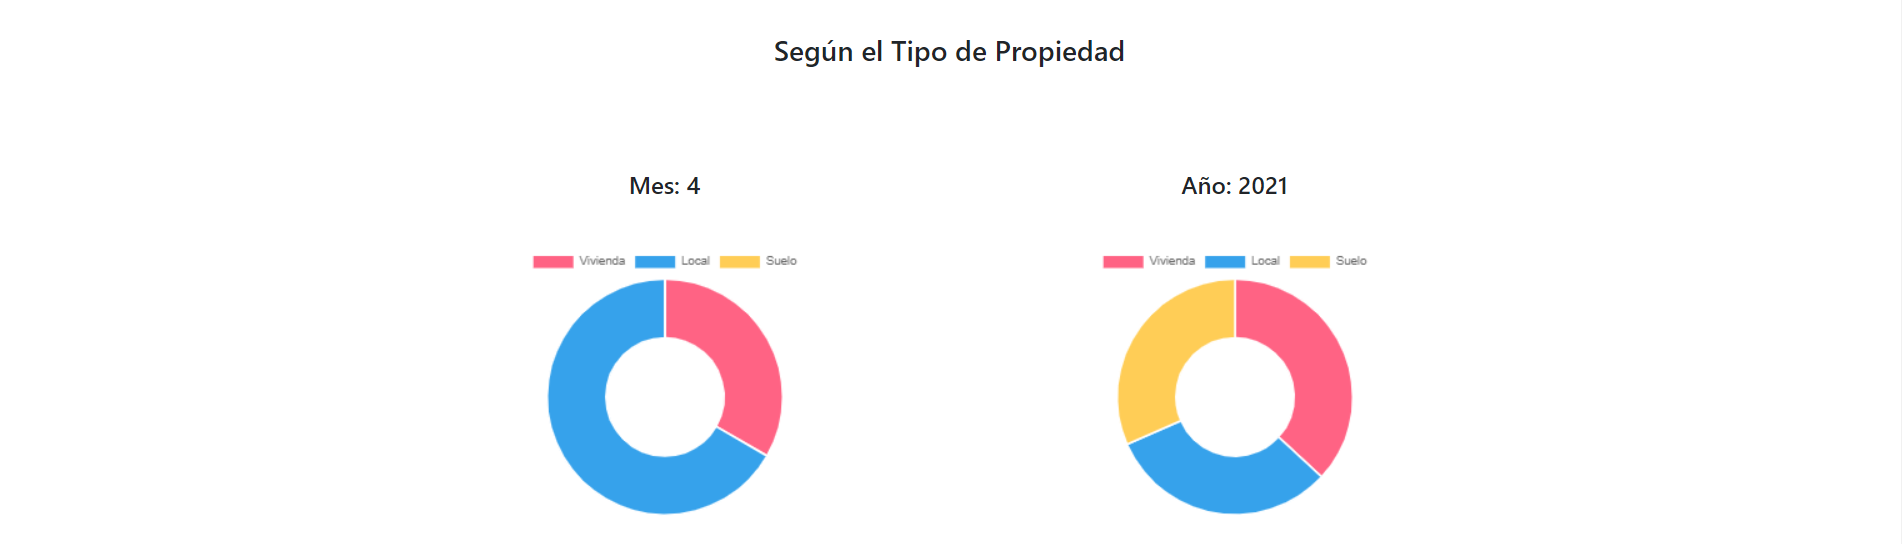 Según el Tipo de Propiedad
Mes: 4
Vivienda Local Suelo
Año: 2021
Vivienda Local Suelo